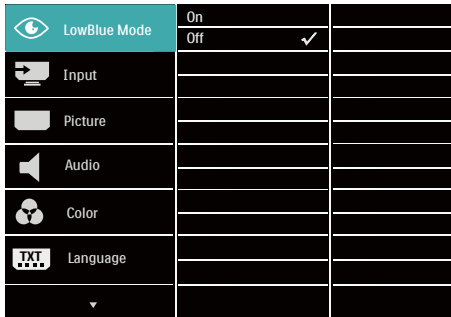 LowBlue Mode
On
Off
Input
Picture
Audio
Color
TXT
Language